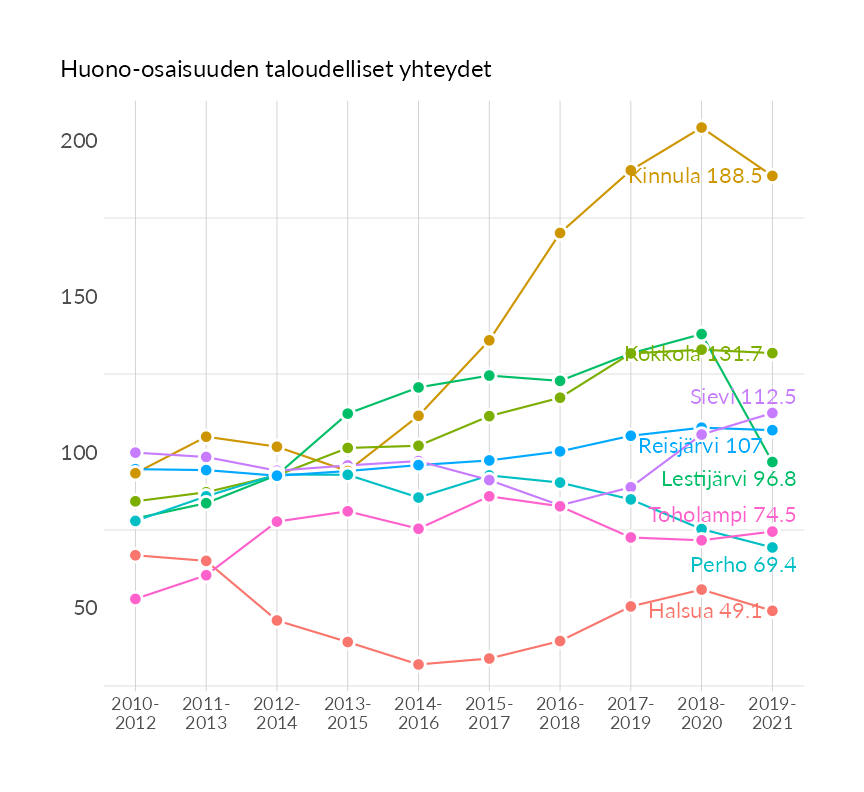 Huono-osaisuuden taloudelliset yhteydet
200
Kinnula 188.5
150
Kokkola 131.7
Sievi 112.5
Reisjärvi 107
100
Lestijärvi 96.8
Toholampi 74.5
Perho 69.4
50
Halsua 49.1
2010- 2011- 2012- 2013- 2014- 2015- 2016- 2017- 2018- 2019-
2012 2013 2014 2015 2016 2017 2018 2019 2020 2021